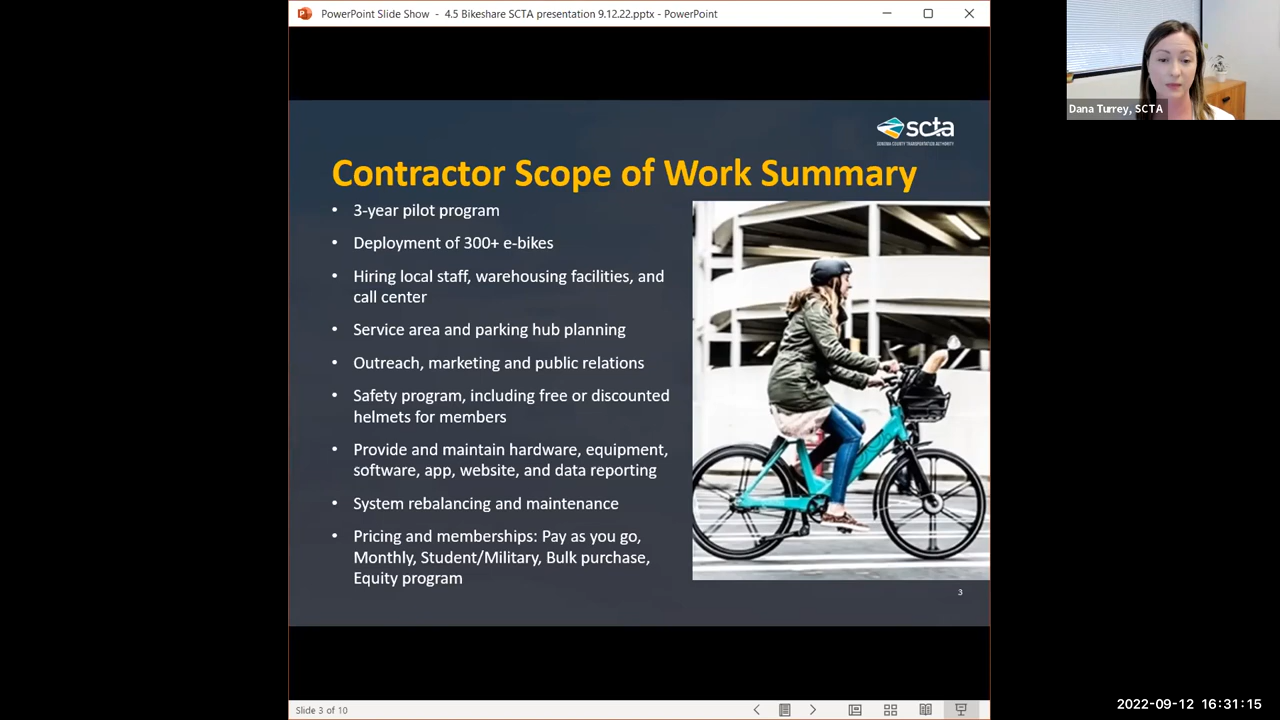 PowerPoint Slide Show - 4.5 Bikeshare SCTA presentation 9.12.22.pptx - PowerPoint
Dana Turrey, SCTA
scta
SONOMA COUNTY TRANSPORTATION AUTHORITY
Contractor Scope of Work Summary
• 3-year pilot program
• Deployment of 300+ e-bikes
• Hiring local staff, warehousing facilities, and
call center
• Service area and parking hub planning
• Outreach, marketing and public relations
• Safety program, including free or discounted
helmets for members
• Provide and maintain hardware, equipment,
software, app, website, and data reporting
• System rebalancing and maintenance
• Pricing and memberships: Pay as you go,
Monthly, Student/Military, Bulk purchase,
Equity program
3
Slide 3 of 10
2022-09-12 16:31:15